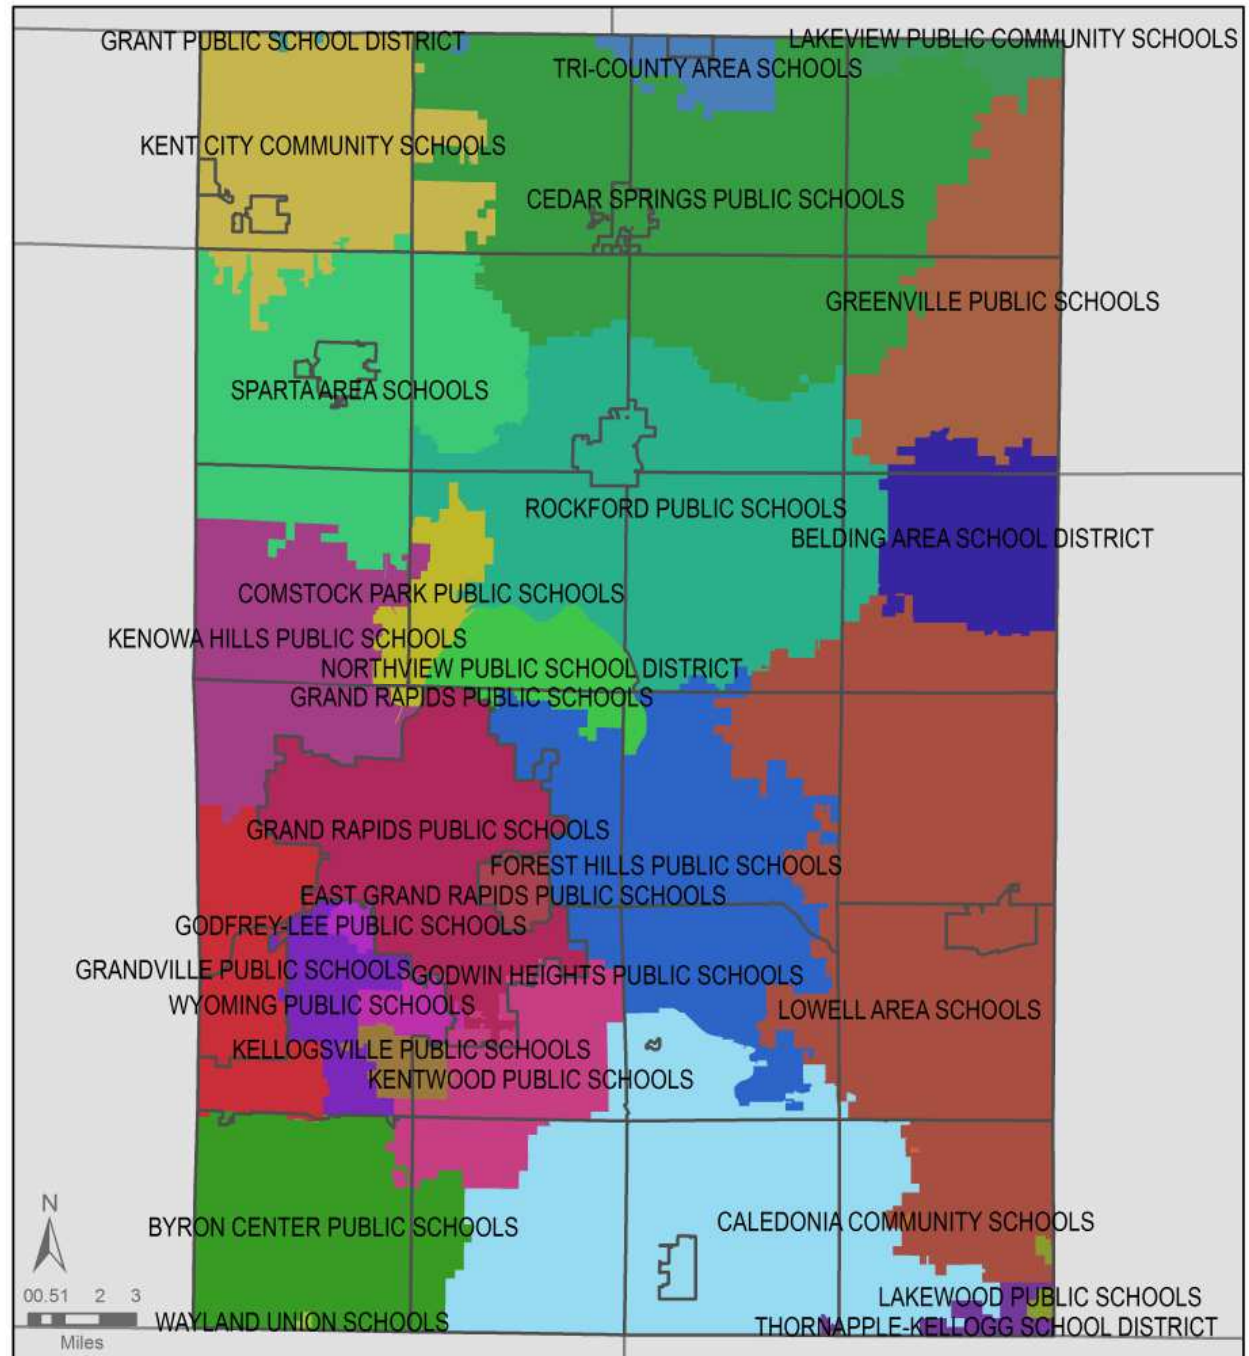 GRANT PUBLIC SCHOOL DISTRICT
LAKEVIEW PUBLIC COMMUNITY SCHOOLS
TRI-COUNTY AREA SCHOOLS
KENT CITY COMMUNITY SCHOOLS
CEDAR SPRINGS PUBLIC SCHOOLS
GREENVILLE PUBLIC SCHOOLS
SPARTA AREA SCHOOLS
ROCKFORD PUBLIC SCHOOLS
BELDING AREA SCHOOL DISTRICT
COMSTOCK PARK PUBLIC SCHOOLS
KENOWA HILLS PUBLIC SCHOOLS
NORTHVIEW PUBLIC SCHOOL DISTRICT
GRAND RAPIDS PUBLIC SCHOOLS
GRAND RAPIDS PUBLIC SCHOOLS
FOREST HILLS PUBLIC SCHOOLS
EAST GRAND RAPIDS PUBLIC SCHOOLS
GODFREY-LEE PUBLIC SCHOOLS
GRANDVILLE PUBLIC SCHOOLS
GODWIN HEIGHTS PUBLIC SCHOOLS
WYOMING PUBLIC SCHOOLS
LOWELL AREA SCHOOLS
KELLOGSVILLE PUBLIC SCHOOLS
KENTWOOD PUBLIC SCHOOLS
N
BYRON CENTER PUBLIC SCHOOLS
CALEDONIA COMMUNITY SCHOOLS
00.51 2 3
Miles
LAKEWOOD PUBLIC SCHOOLS
WAYLAND UNION SCHOOLS
THORNAPPLE-KELLOGG SCHOOL DISTRICT